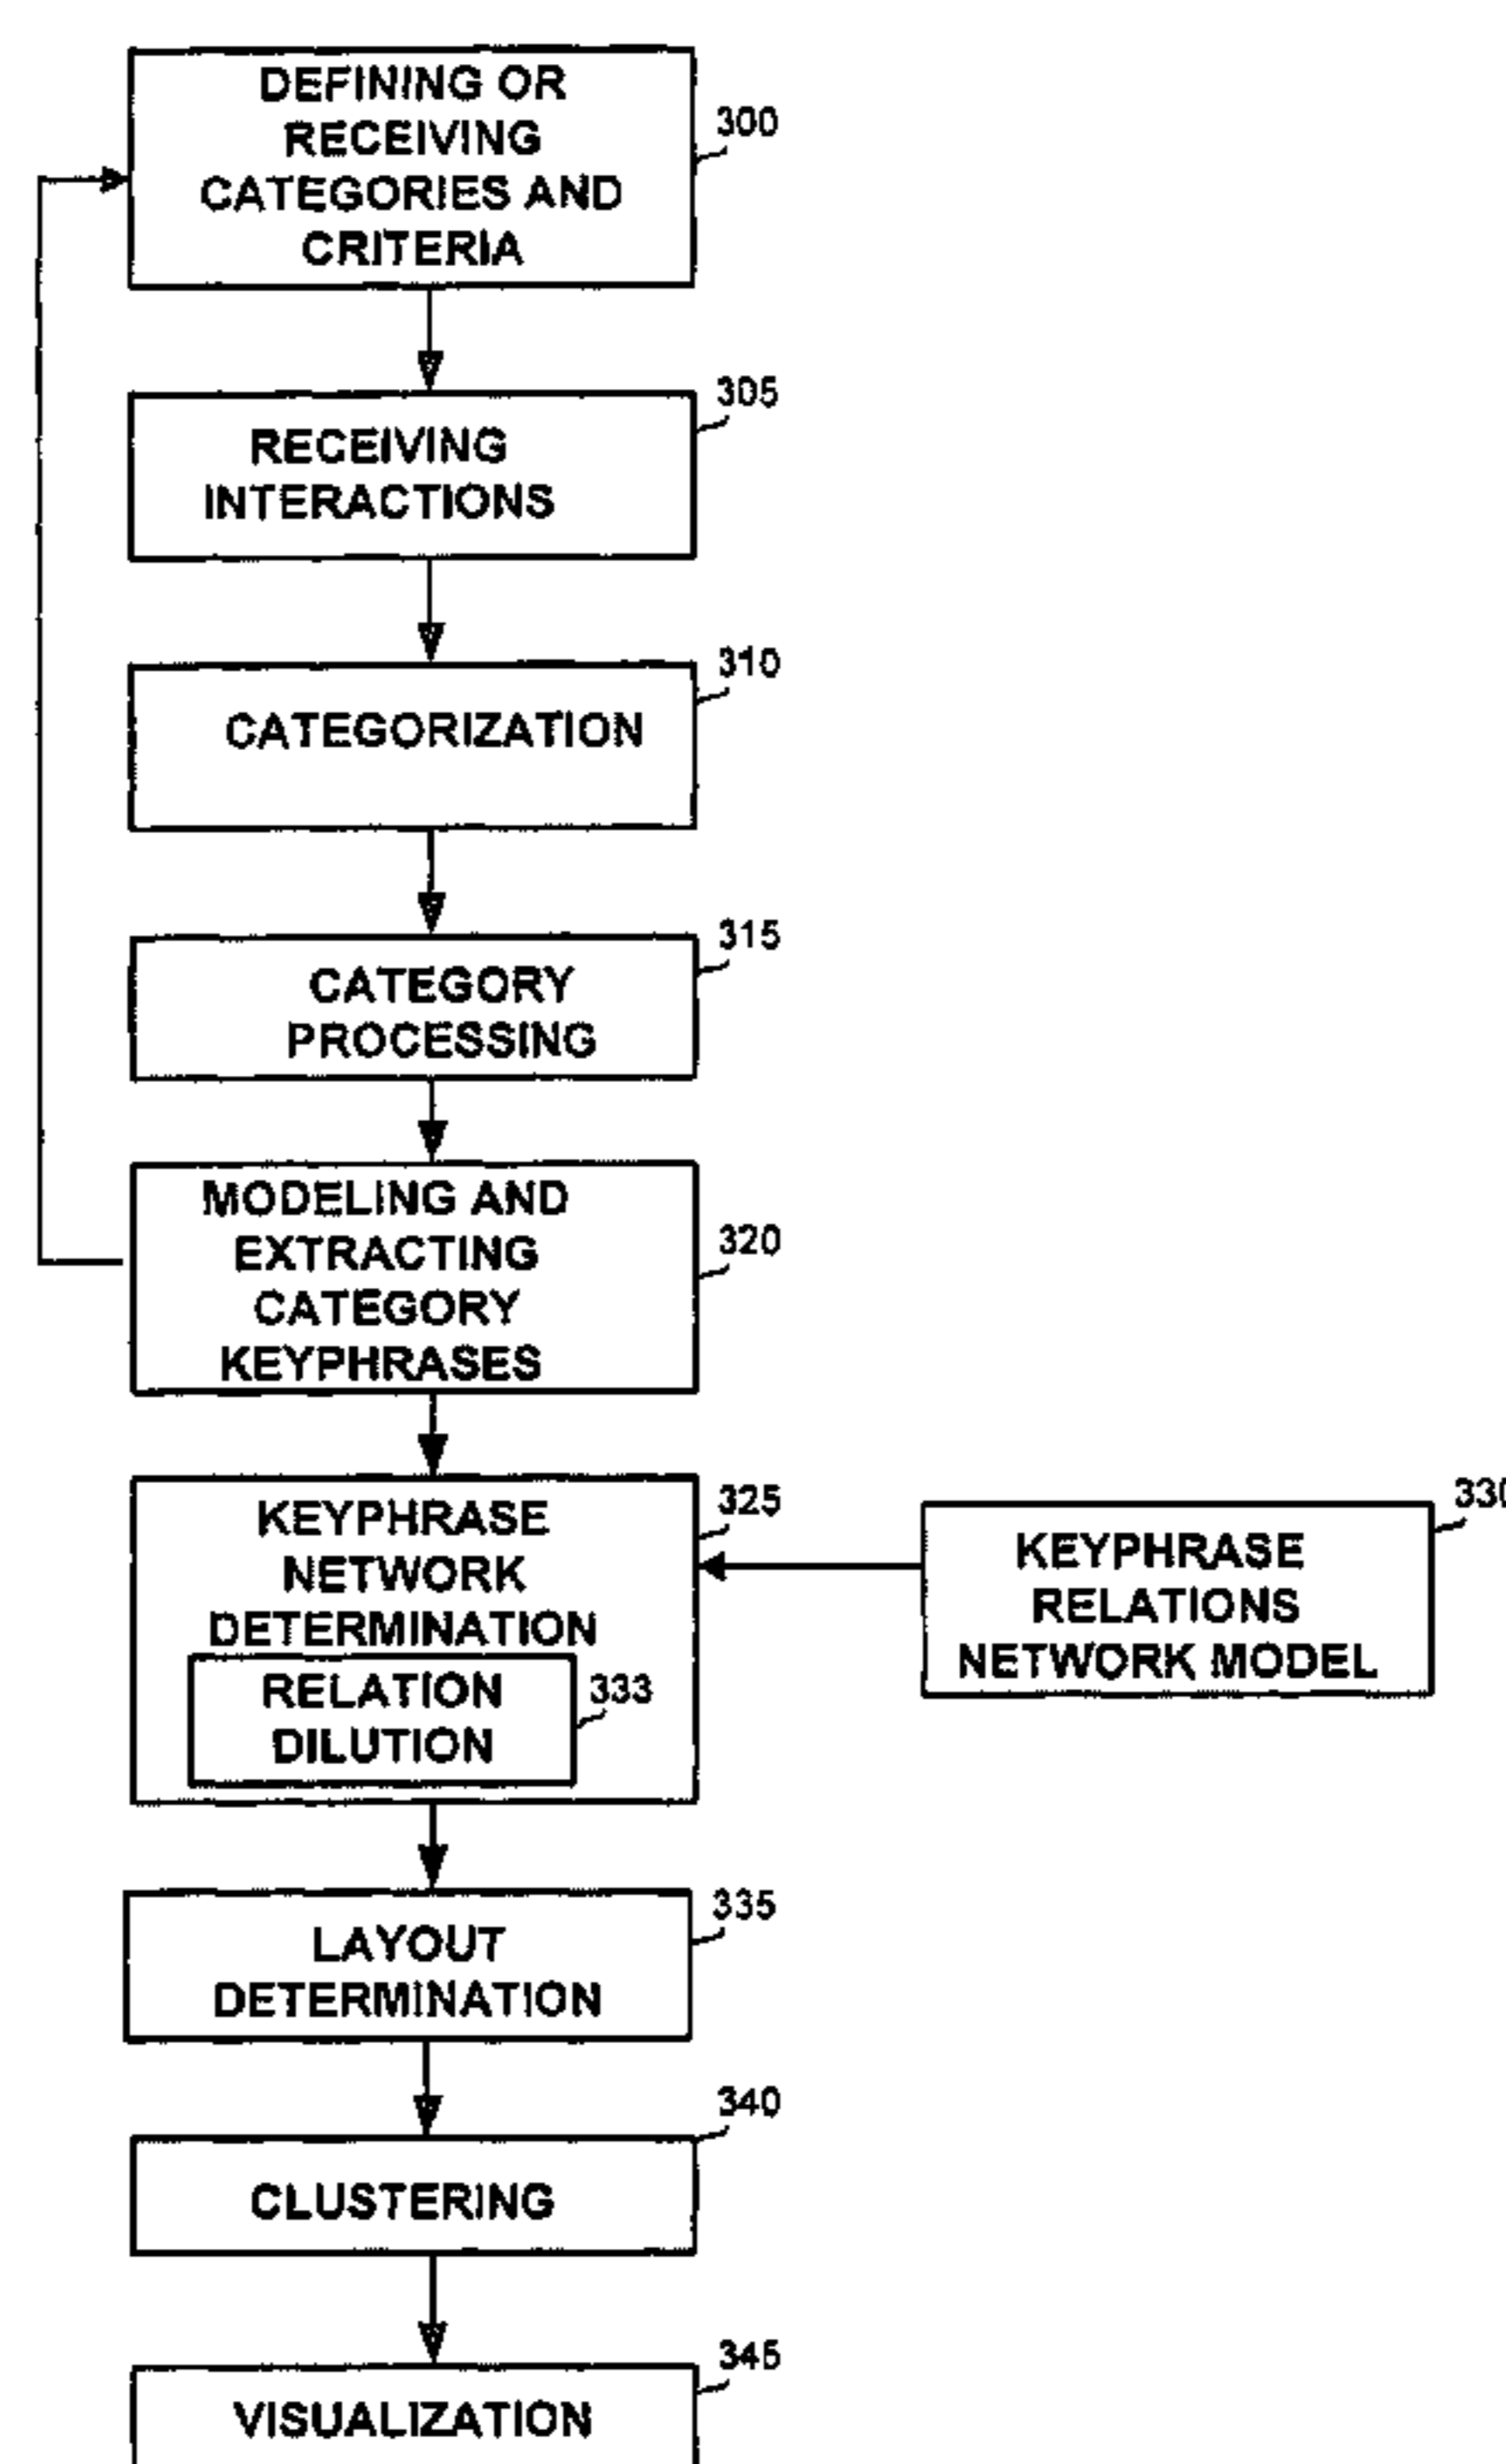 DEFINING OR
RECEIVING
CATEGORIES AND
CRITERIA
300
RECEIVING
INTERACTIONS
305
CATEGORIZATION
310
CATEGORY
PROCESSING
315
MODELING AND
EXTRACTING
CATEGORY
KEYPHRASES
320
KEYPHRASE
NETWORK
DETERMINATION
325
RELATION
DILUTION
333
KEYPHRASE
RELATIONS
NETWORK MODEL
330
LAYOUT
DETERMINATION
335
CLUSTERING
340
VISUALIZATION
345